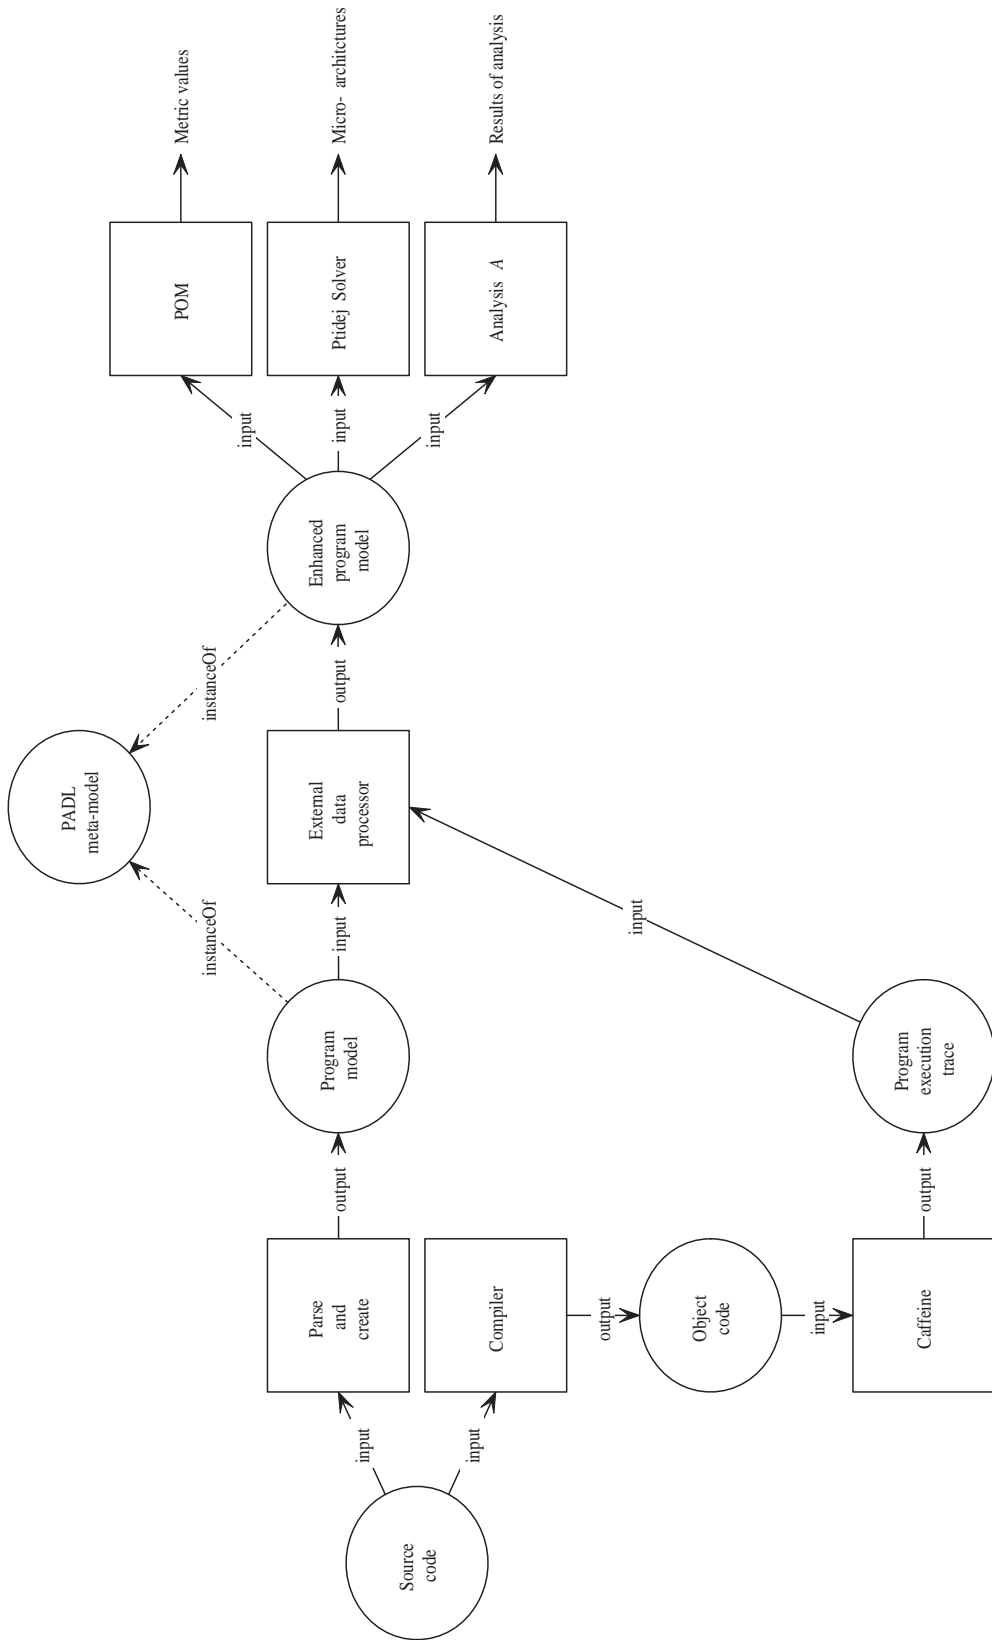 PADL
meta-model
instanceOf
instanceOf
Source
code
input
input
Parse
and
create
output
Program
model
input
External
data
processor
output
Enhanced
program
model
input
input
input
POM
Metric values
Ptidej Solver
Micro- architctures
Analysis A
Results of analysis
Compiler
output
Object
code
input
Caffeine
output
Program
execution
trace
input